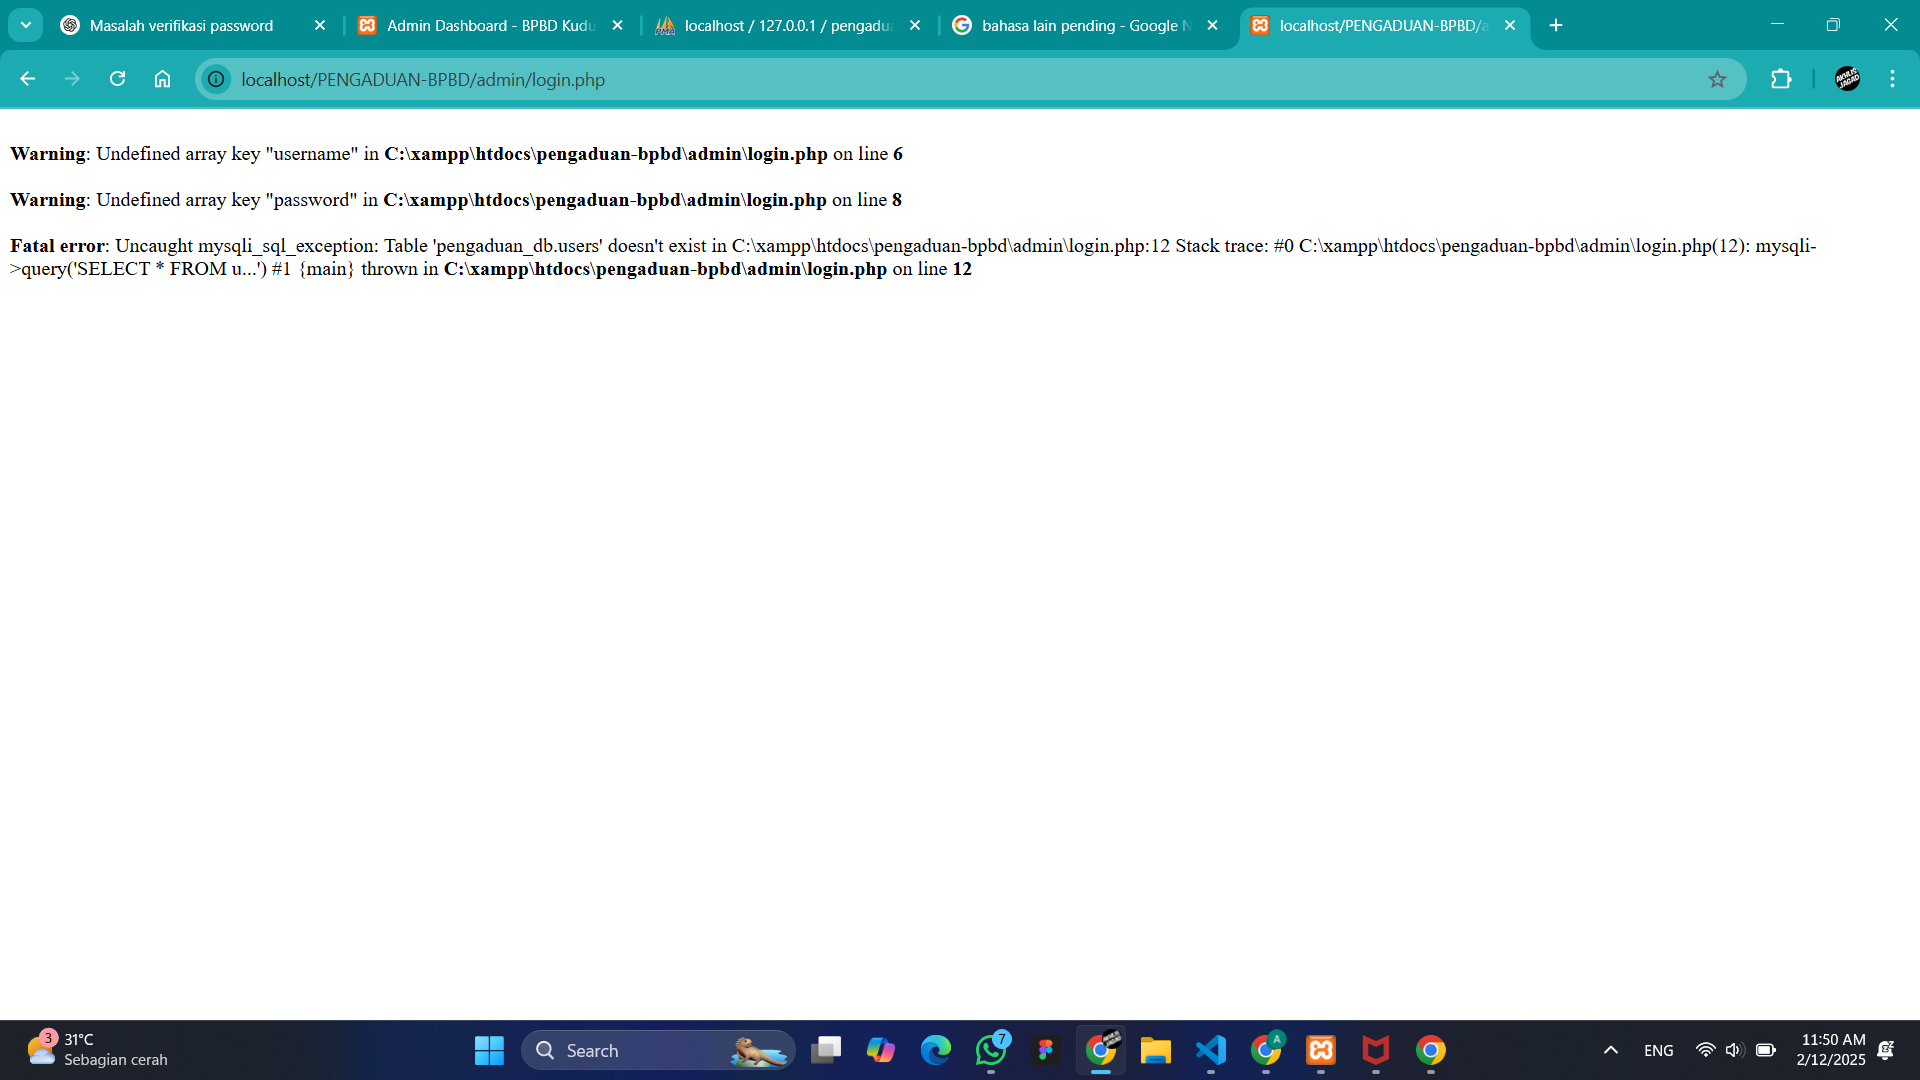 Masalah verifikasi password
Admin Dashboard - BPBD Kudu
localhost / 127.0.0.1 / pengadua
bahasa lain pending - Google
localhost/PENGADUAN-BPBD/a
localhost/PENGADUAN-BPBD/admin/login.php
Warning: Undefined array key "username" in C:\xampp\htdocs\pengaduan-bpbd\admin\login.php on line 6
Warning: Undefined array key "password" in C:\xampp\htdocs\pengaduan-bpbd\admin\login.php on line 8
Fatal error: Uncaught mysqli_sql_exception: Table 'pengaduan_db.users' doesn't exist in C:\xampp\htdocs\pengaduan-bpbd\admin\login.php:12 Stack trace: #0 C:\xampp\htdocs\pengaduan-bpbd\admin\login.php(12): mysqli-
>query('SELECT * FROM u...') #1 {main} thrown in C:\xampp\htdocs\pengaduan-bpbd\admin\login.php on line 12
3
31°C
Sebagian cerah
Search
7
A
ENG
11:50 AM
2/12/2025